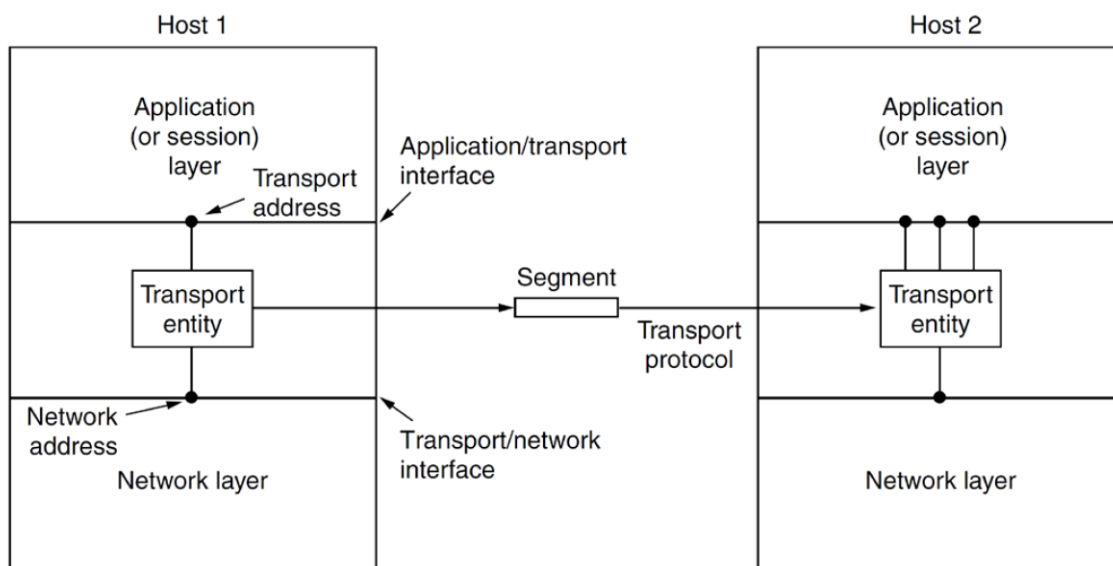 Host 1
Host 2
Application
(or session)
layer
Transport
address
Application/transport
interface
Application
(or session)
layer
Transport
entity
Segment
Transport
protocol
Transport
entity
Network
address
Transport/network
interface
Network layer
Network layer